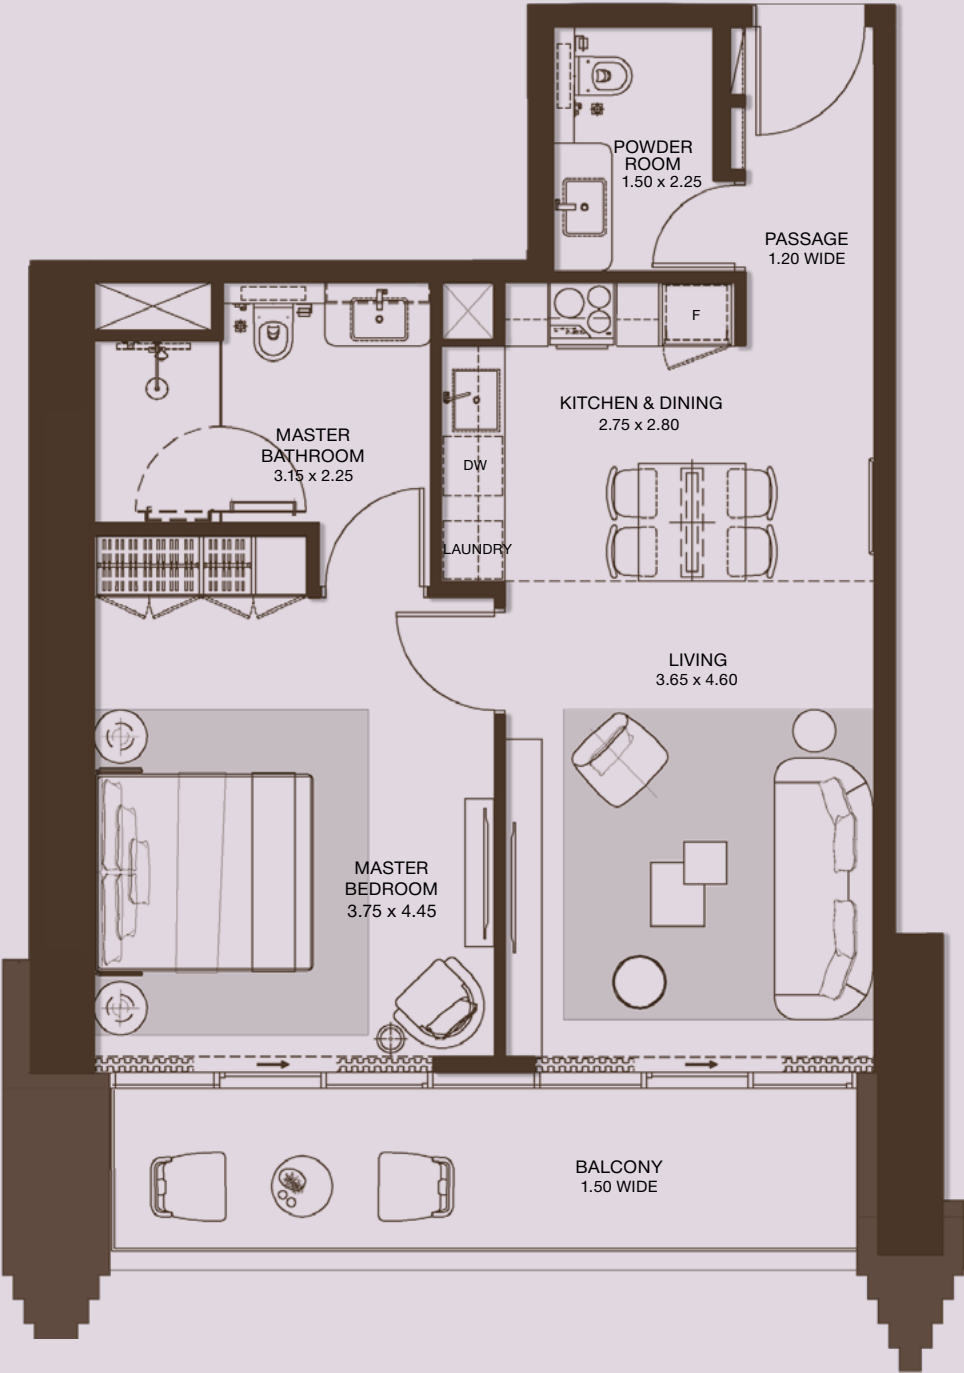 POWDER
ROOM
1.50 x 2.25
PASSAGE
1.20 WIDE
F
KITCHEN & DINING
2.75 x 2.80
MASTER
BATHROOM
3.15 x 2.25
DW
LAUNDRY
LIVING
3.65 x 4.60
MASTER
BEDROOM
3.75 x 4.45
BALCONY
1.50 WIDE